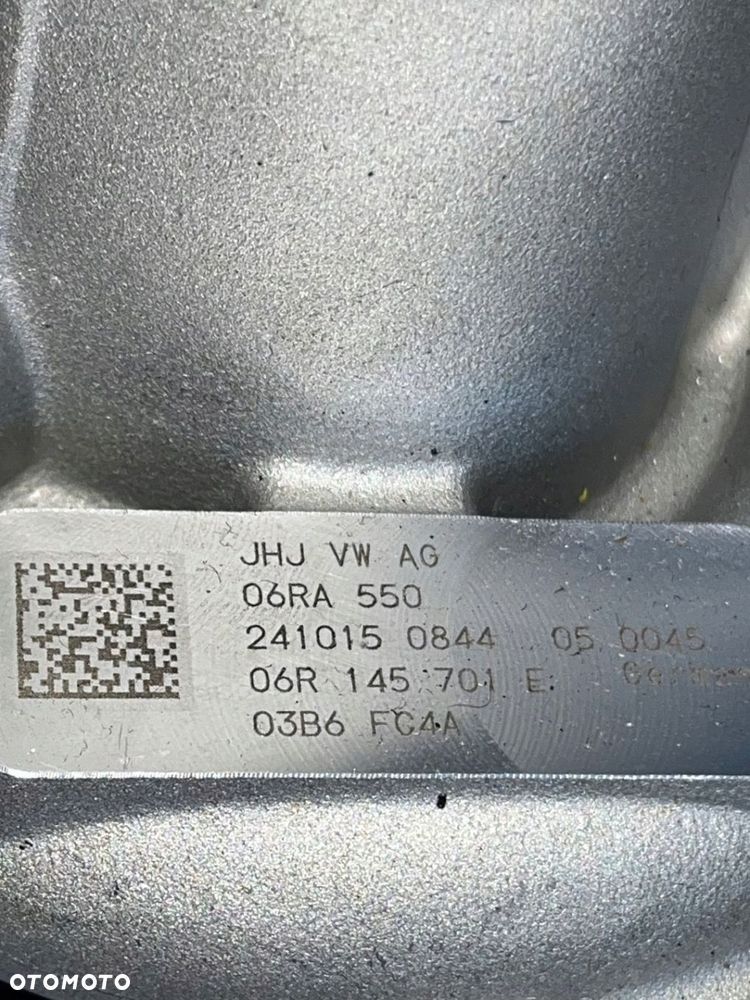 JHJ VW AG
06RA 550
241015 0844 05 0045
06R 145 701 E
03B6 FC4A
OTOMOTO